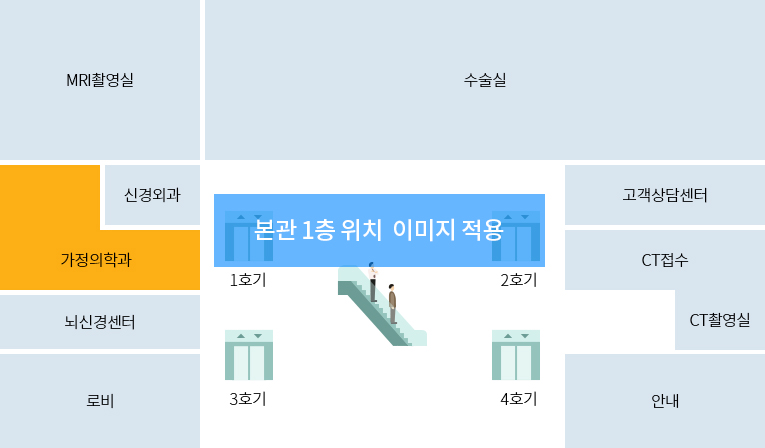 MRI촬영실
수술실
신경외과
고객상담센터
본관 1층 위치 이미지 적용
가정의학과
CT접수
1호기
2호기
뇌신경센터
CT촬영실
로비
3호기
4호기
안내